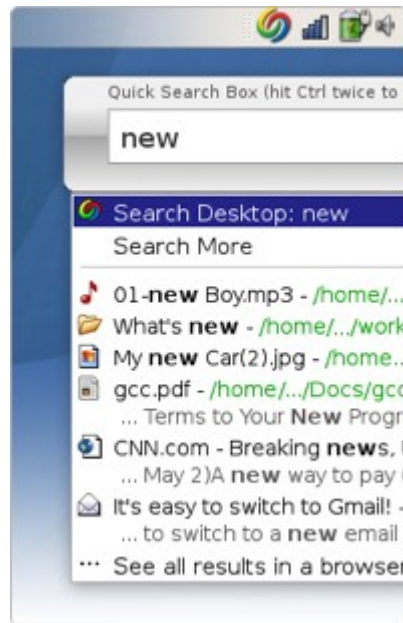 Quick Search Box (hit Ctrl twice to
new
Search Desktop: new
Search More
01-new Boy.mp3 - /home/...
What's new - /home/.../work
My new Car(2).jpg - /home...
gcc.pdf - /home/.../Docs/gcc
... Terms to Your New Progr
CNN.com - Breaking news,
... May 2)A new way to pay
It's easy to switch to Gmail! -
... to switch to a new email
... See all results in a browser